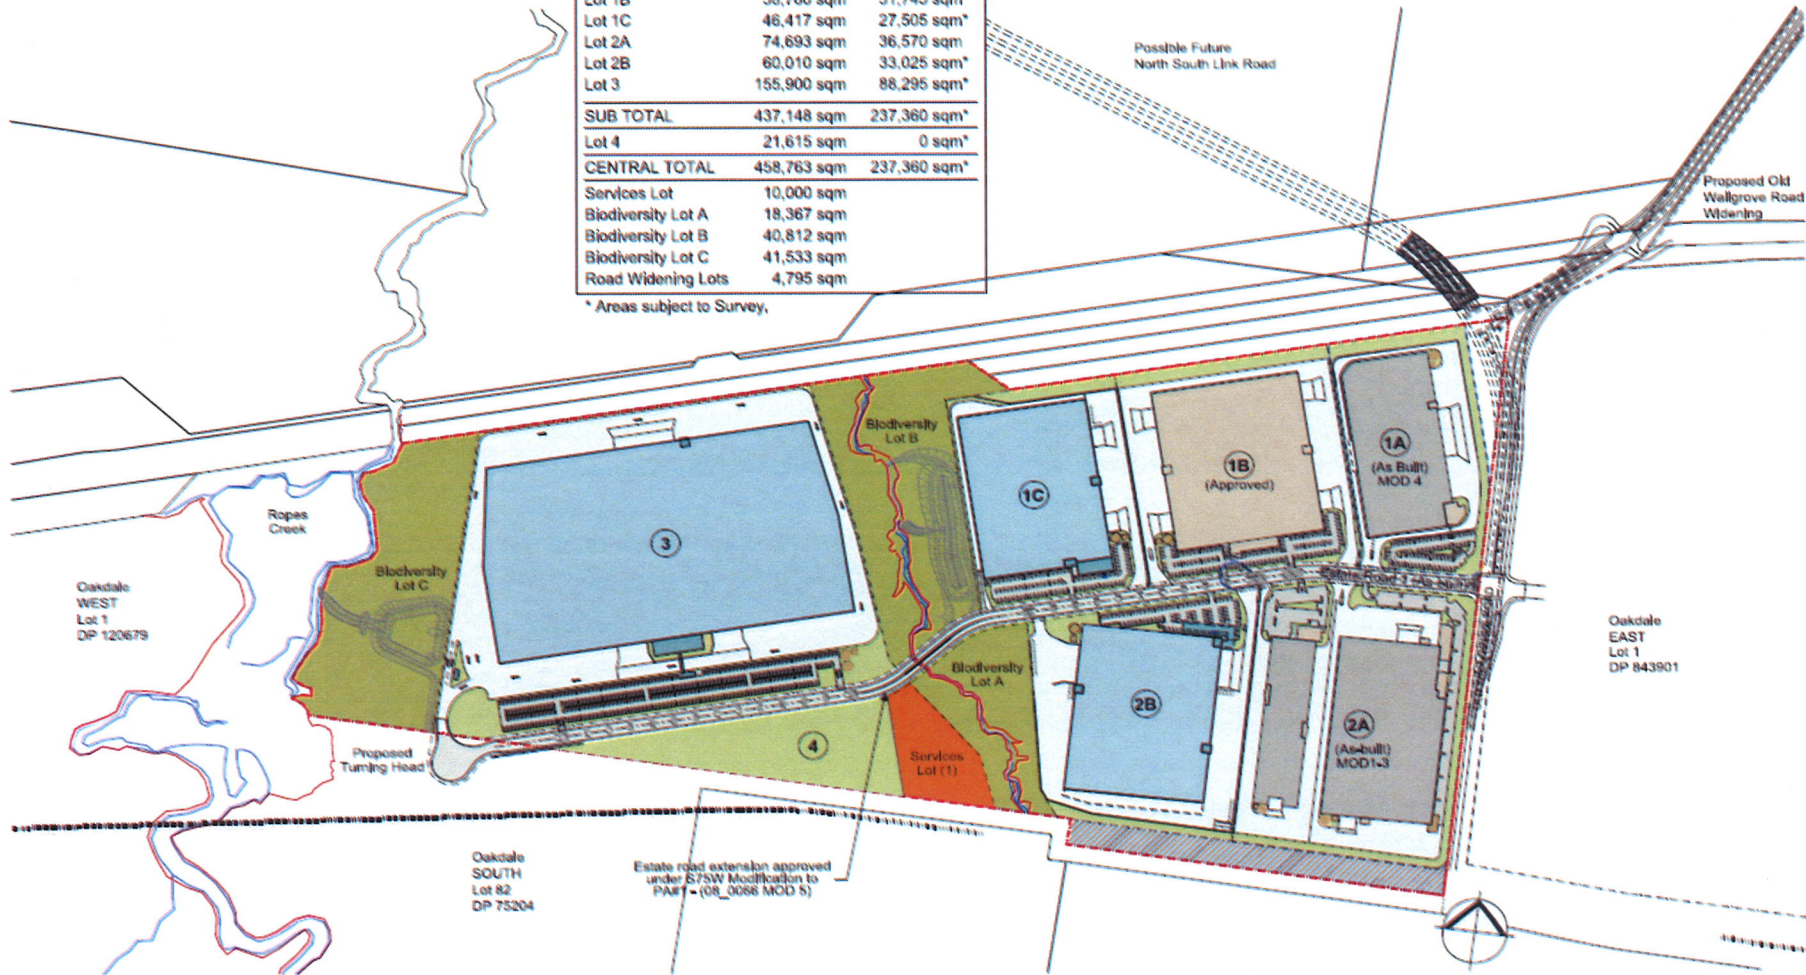 Lot 1C 46,417 sqm 27,505 sqm*
Lot 2A 74,693 sqm 36,570 sqm
Lot 2B 60,010 sqm 33,025 sqm*
Lot 3 155,900 sqm 88,295 sqm*
SUB TOTAL 437,148 sqm 237,360 sqm*
Lot 4 21,615 sqm 0 sqm*
CENTRAL TOTAL 458,763 sqm 237,360 sqm*
Services Lot 10,000 sqm
Biodiversity Lot A 18,367 sqm
Biodiversity Lot B 40,812 sqm
Biodiversity Lot C 41,533 sqm
Road Widening Lots 4,795 sqm
* Areas subject to Survey.
Possible Future
North South Link Road
Proposed Old
Wallgrove Road
Widening
Biodiversity
Lot B
1A
(As Built)
MOD 4
1B
(Approved)
1C
Ropes
Creek
3
Biodiversity
Lot C
Oakdale
WEST
Lot 1
DP 120679
Oakdale
EAST
Lot 1
DP 843901
Biodiversity
Lot A
2B
2A
(As-built)
MOD1-3
4
Services
Lot (1)
Proposed
Turning Head
Oakdale
SOUTH
Lot 82
DP 75204
Estate road extension approved
under S75W Modification to
(08_0066 MOD 5)